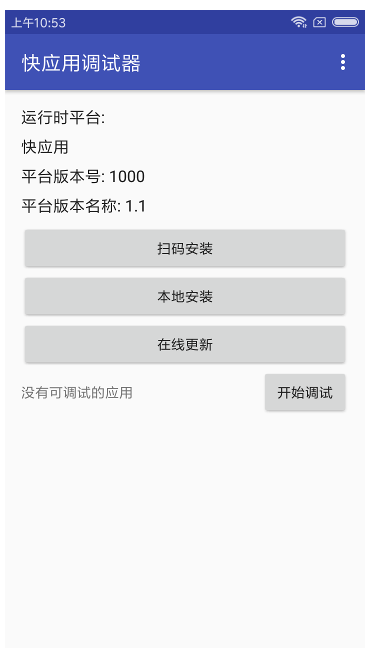 上午10:53
快应用调试器
运行时平台:
快应用
平台版本号: 1000
平台版本名称: 1.1
扫码安装
本地安装
在线更新
没有可调试的应用 开始调试